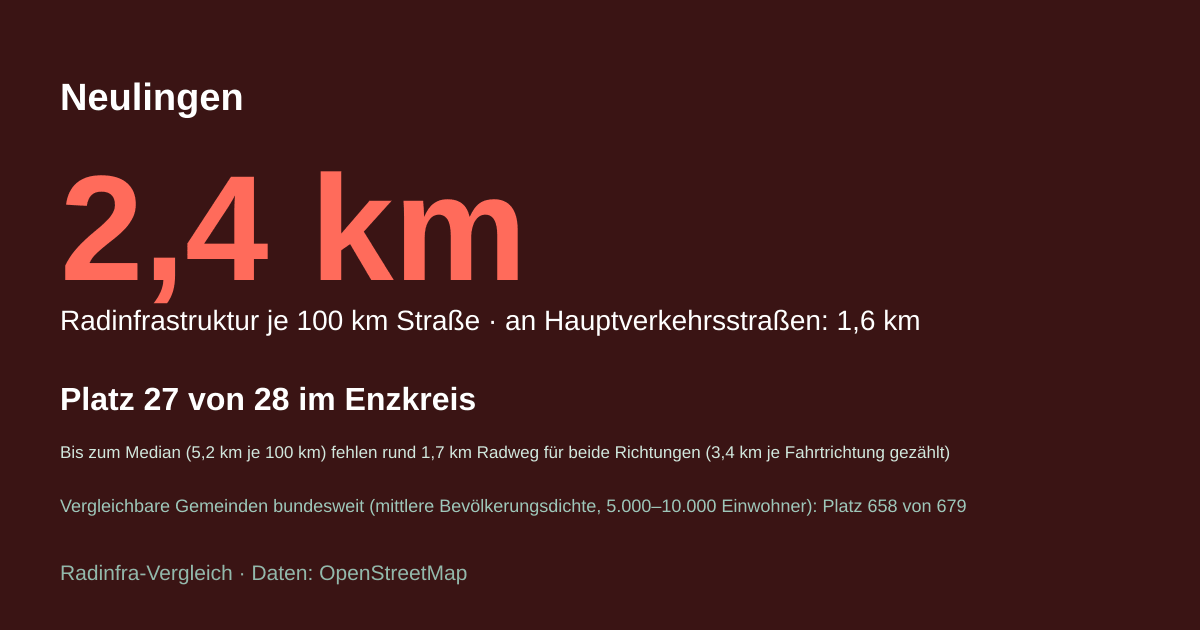 Neulingen
2,4 km
Radinfrastruktur je 100 km Straße · an Hauptverkehrsstraßen: 1,6 km
Platz 27 von 28 im Enzkreis
Bis zum Median (5,2 km je 100 km) fehlen rund 1,7 km Radweg für beide Richtungen (3,4 km je Fahrtrichtung gezählt)
Vergleichbare Gemeinden bundesweit (mittlere Bevölkerungsdichte, 5.000–10.000 Einwohner): Platz 658 von 679
Radinfra-Vergleich · Daten: OpenStreetMap